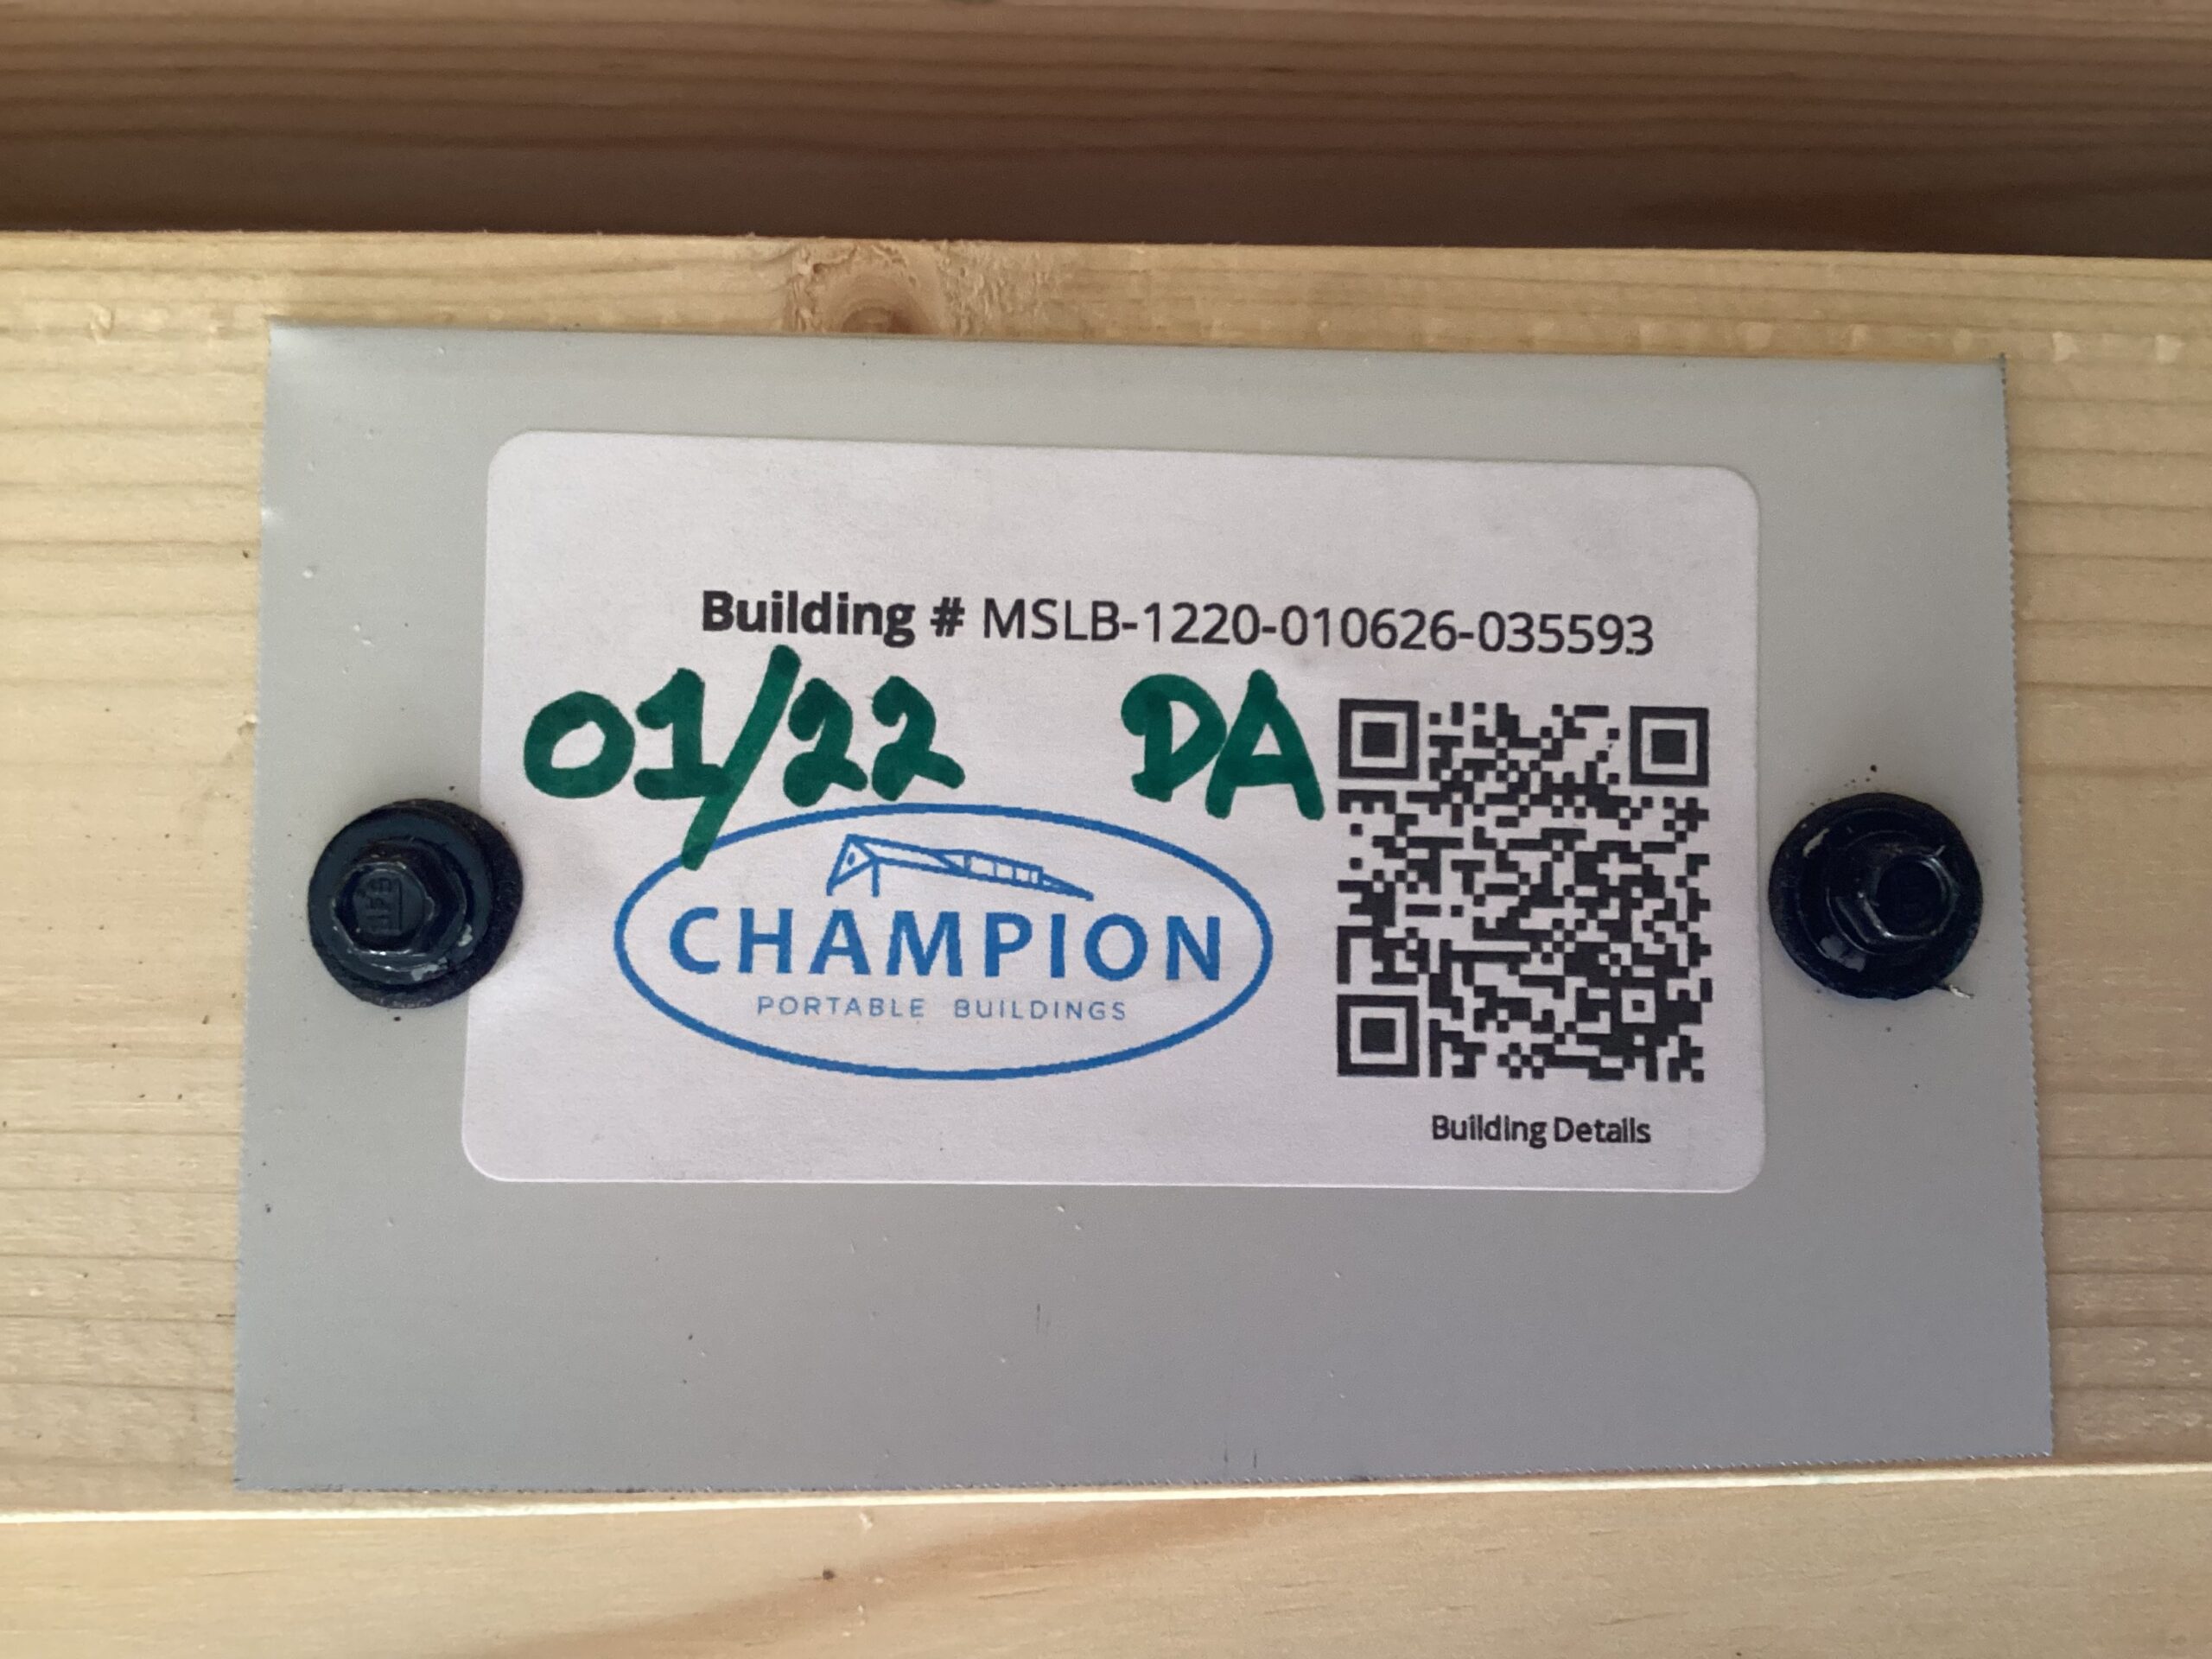 Building # MSLB-1220-010626-035593
01/22 DA
CHAMPION
PORTABLE BUILDINGS
Building Details